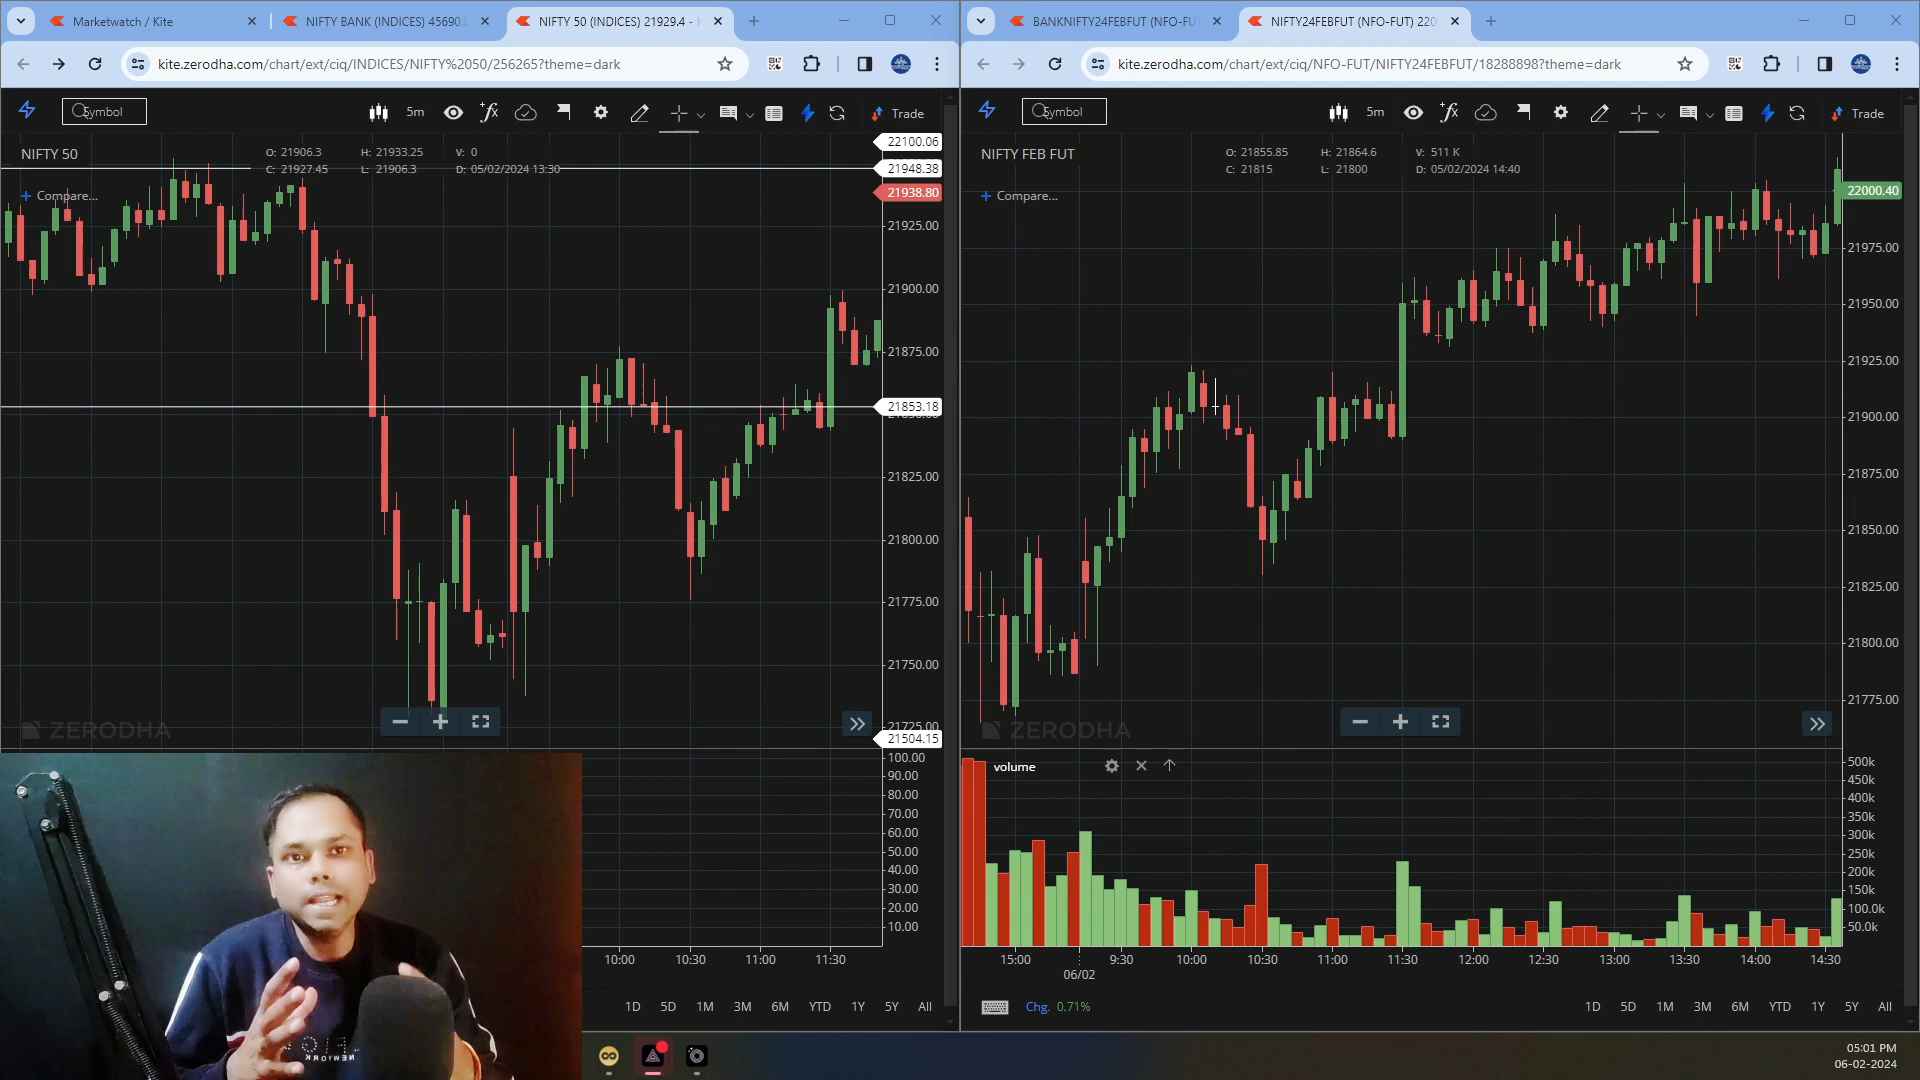 Marketwatch / Kite
NIFTY BANK (INDICES) 45690.
NIFTY 50 (INDICES) 21929.4 -
kite.zerodha.com/chart/ext/ciq/INDICES/NIFTY%2050/256265?theme=dark
Symbol
5m
Trade
NIFTY 50
O: 21906.3 H: 21933.25 V: 0
C: 21927.45 L: 21906.3 D: 05/02/2024 13:30
Compare...
22100.06
21948.38
21938.80
21925.00
21900.00
21875.00
21853.18
21825.00
21800.00
21775.00
21750.00
21725.00
21504.15
ZERODHA
100.00
90.00
80.00
70.00
60.00
50.00
40.00
30.00
20.00
10.00
10:00 10:30 11:00 11:30
1D 5D 1M 3M 6M YTD 1Y 5Y All
NEWYORK
BANKNIFTY24FEBFUT (NFO-FU
NIFTY24FEBFUT (NFO-FUT) 220
kite.zerodha.com/chart/ext/ciq/NFO-FUT/NIFTY24FEBFUT/18288898?theme=dark
Symbol
5m
Trade
NIFTY FEB FUT
O: 21855.85 H: 21864.6 V: 511 K
C: 21815 L: 21800 D: 05/02/2024 14:40
Compare...
22000.40
21975.00
21950.00
21925.00
21900.00
21875.00
21850.00
21825.00
21800.00
21775.00
ZERODHA
volume
500k
450k
400k
350k
300k
250k
200k
150k
100.0k
50.0k
15:00 9:30 10:00 10:30 11:00 11:30 12:00 12:30 13:00 13:30 14:00 14:30
06/02
Chg. 0.71%
1D 5D 1M 3M 6M YTD 1Y 5Y All
05:01 PM
06-02-2024